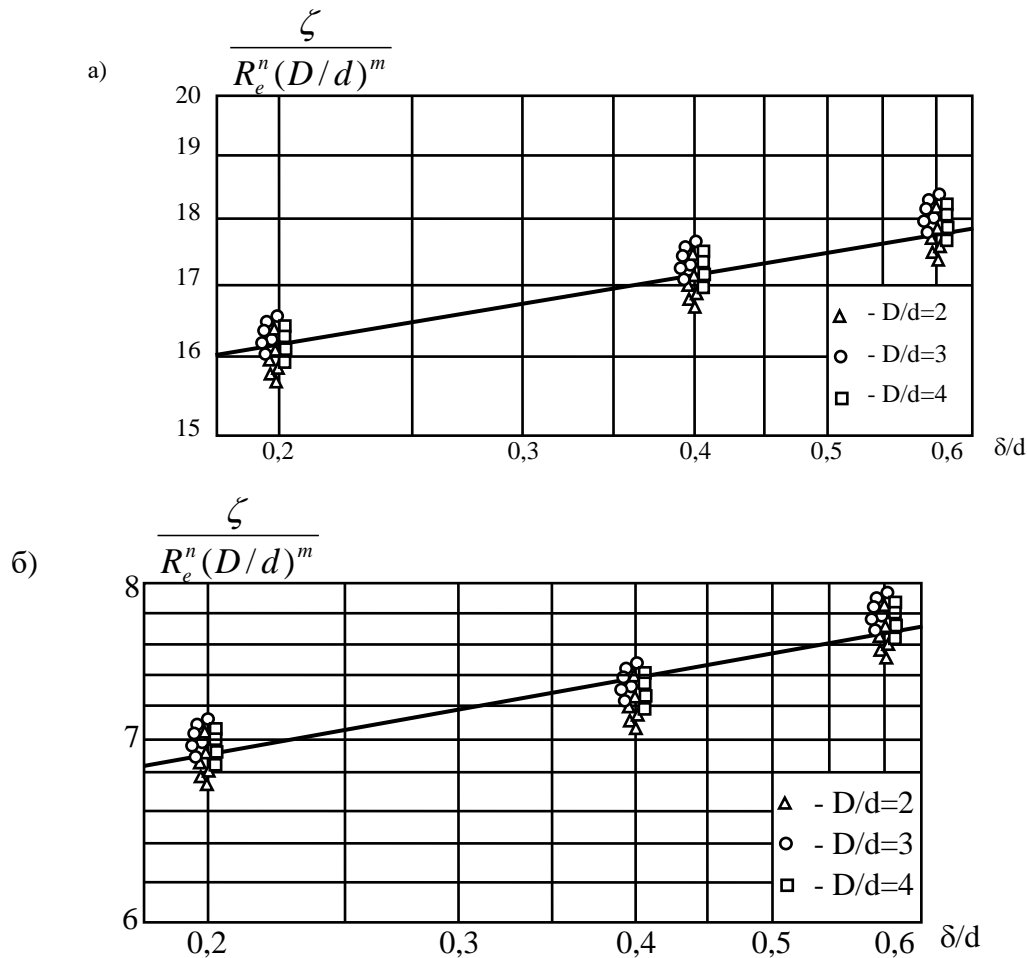 ζ
а)
R_e^n (D/d)^m
20
19
18
17
16
15
- D/d=2
- D/d=3
- D/d=4
0,2 0,3 0,4 0,5 0,6 δ/d
ζ
б)
R_e^n (D/d)^m
8
7
6
- D/d=2
- D/d=3
- D/d=4
0,2 0,3 0,4 0,5 0,6 δ/d